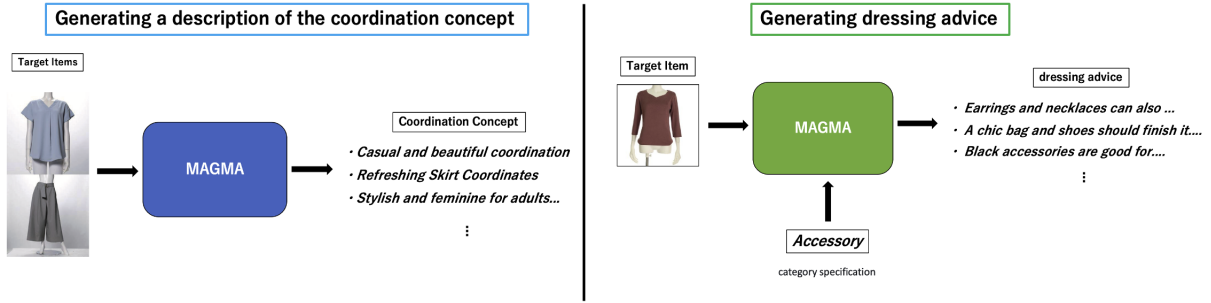 Generating a description of the coordination concept
Target Items
MAGMA
Coordination Concept
・Casual and beautiful coordination
・Refreshing Skirt Coordinates
・Stylish and feminine for adults...
⋮
Generating dressing advice
Target Item
MAGMA
Accessory
category specification
dressing advice
・ Earrings and necklaces can also ...
・ A chic bag and shoes should finish it....
・ Black accessories are good for....
⋮